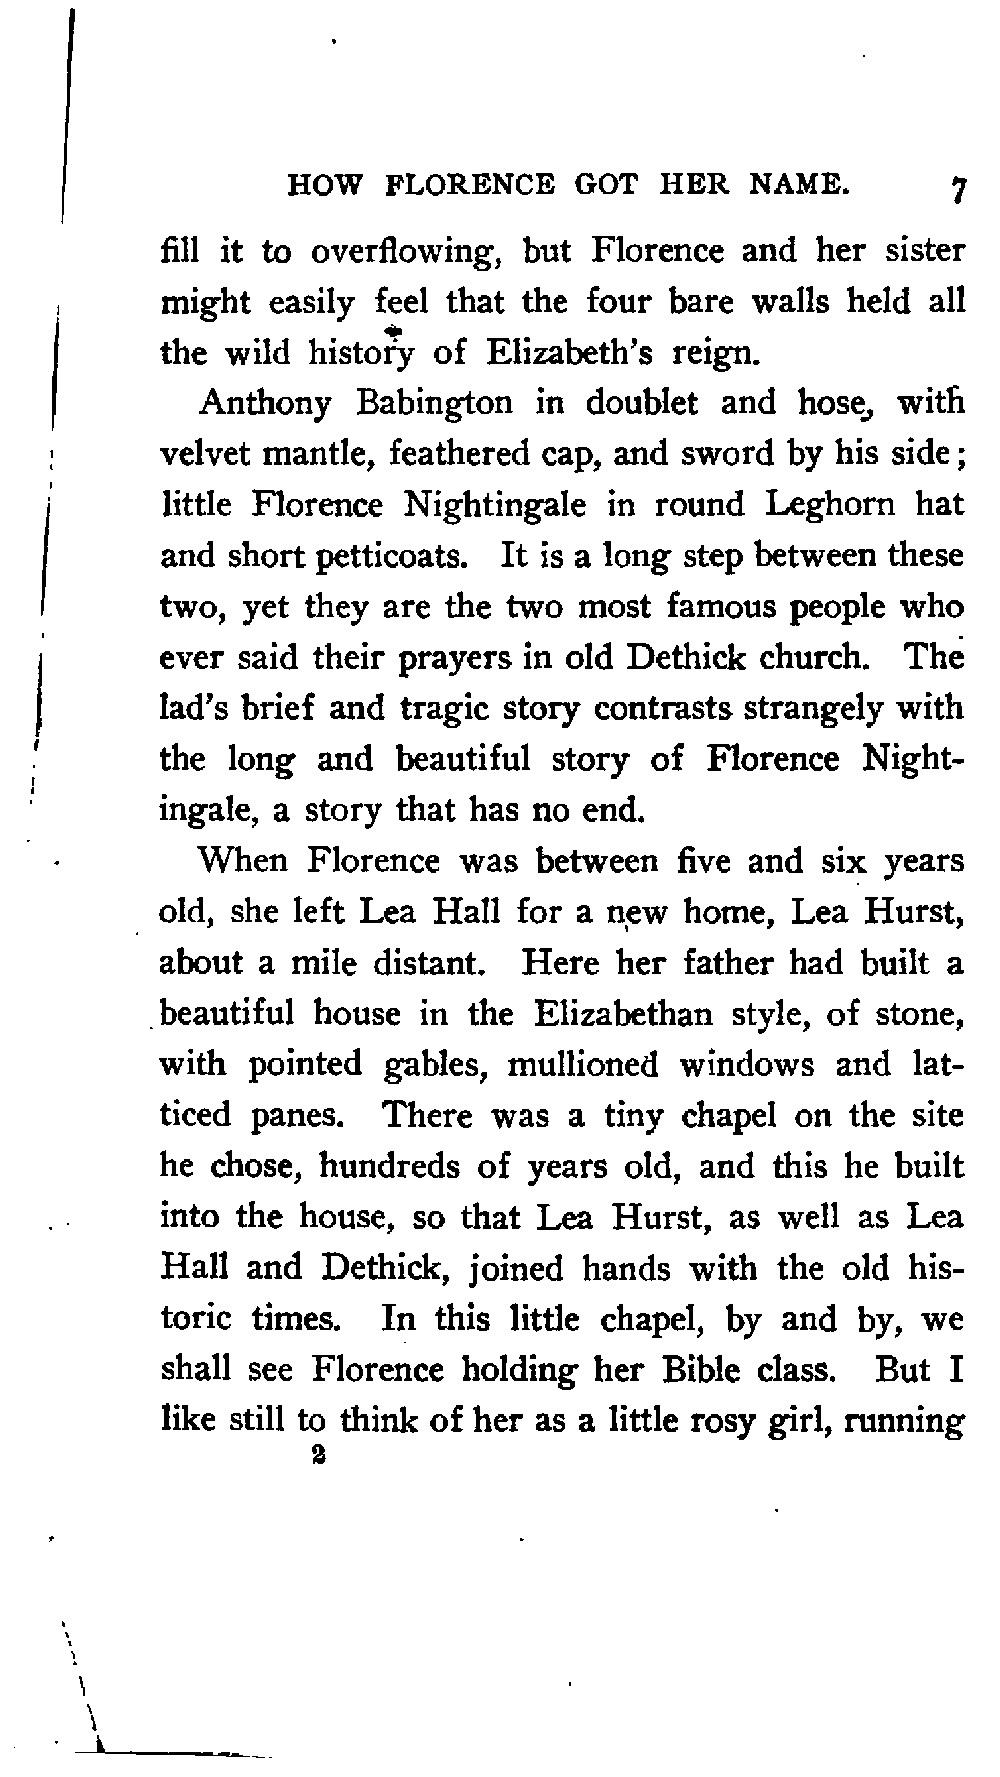 HOW FLORENCE GOT HER NAME. 7
fill it to overflowing, but Florence and her sister
might easily feel that the four bare walls held all
the wild history of Elizabeth's reign.
Anthony Babington in doublet and hose, with
velvet mantle, feathered cap, and sword by his side;
little Florence Nightingale in round Leghorn hat
and short petticoats. It is a long step between these
two, yet they are the two most famous people who
ever said their prayers in old Dethick church. The
lad's brief and tragic story contrasts strangely with
the long and beautiful story of Florence Night-
ingale, a story that has no end.
When Florence was between five and six years
old, she left Lea Hall for a new home, Lea Hurst,
about a mile distant. Here her father had built a
beautiful house in the Elizabethan style, of stone,
with pointed gables, mullioned windows and lat-
ticed panes. There was a tiny chapel on the site
he chose, hundreds of years old, and this he built
into the house, so that Lea Hurst, as well as Lea
Hall and Dethick, joined hands with the old his-
toric times. In this little chapel, by and by, we
shall see Florence holding her Bible class. But I
like still to think of her as a little rosy girl, running
2